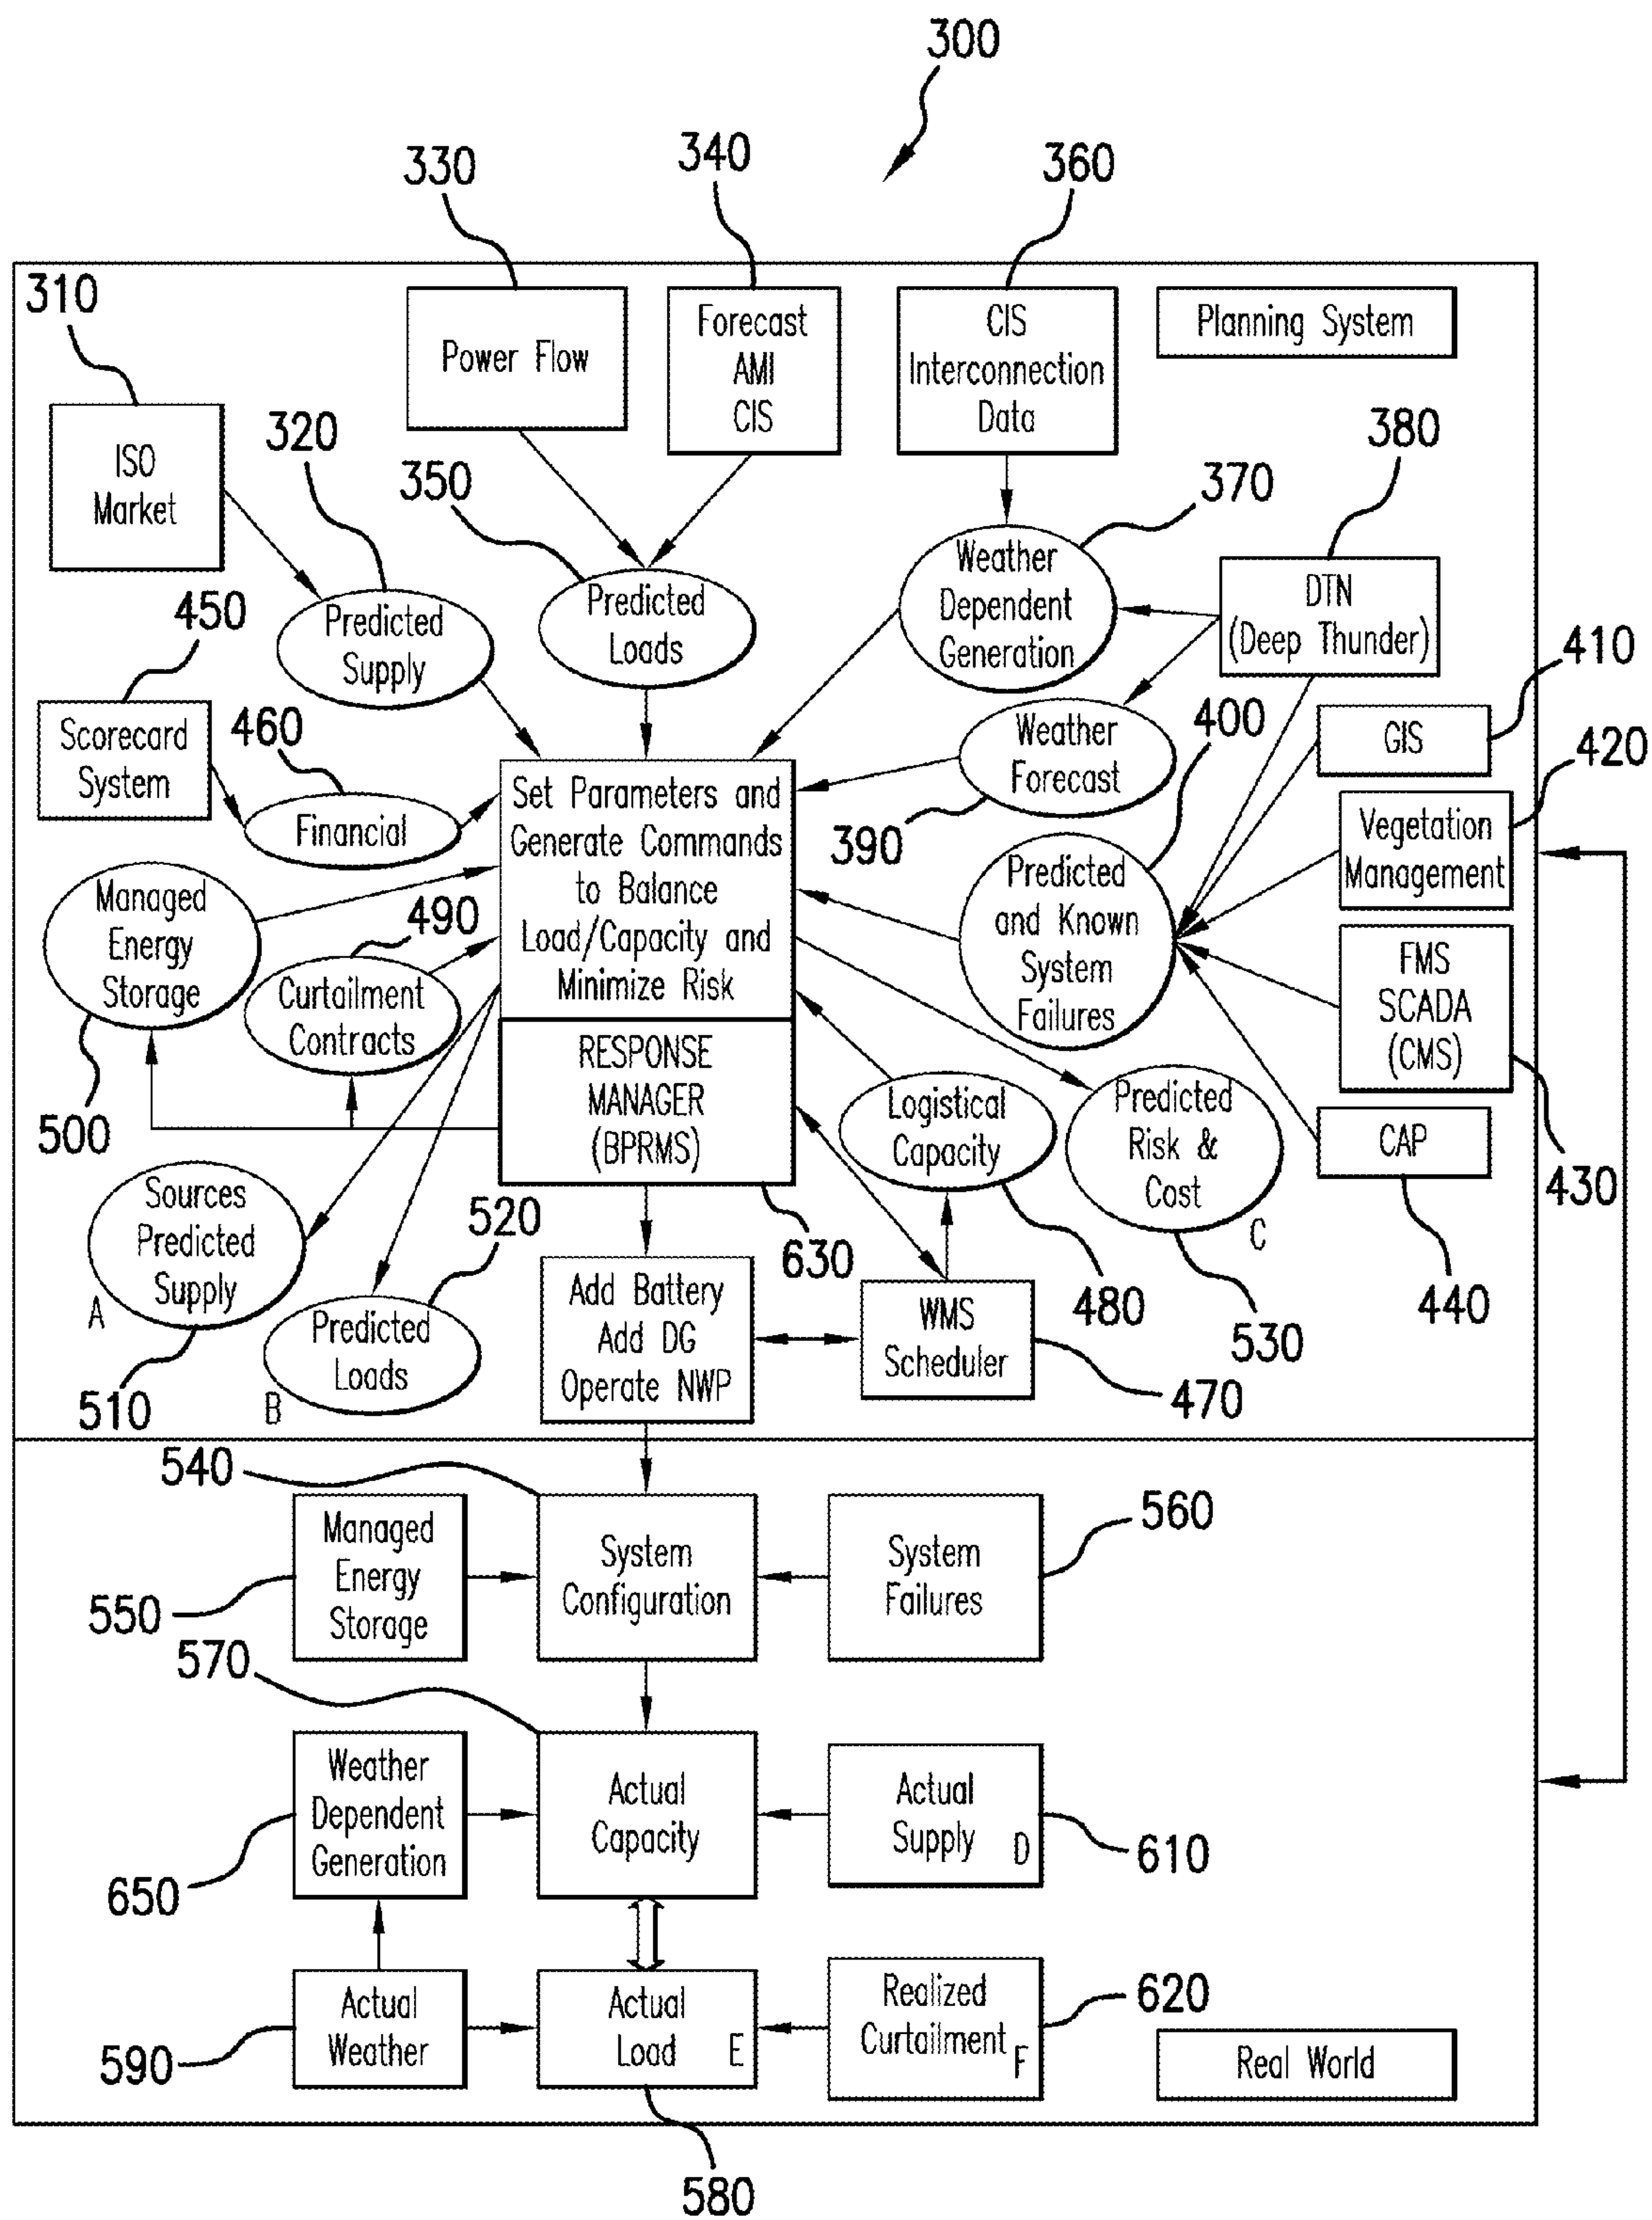 300
330
340
360
310
Power Flow
Forecast
AMI
CIS
CIS
Interconnection
Data
Planning System
ISO
Market
320
350
370
380
Predicted
Supply
Predicted
Loads
Weather
Dependent
Generation
DTN
(Deep Thunder)
410
450
Scorecard
System
460
Financial
400
Weather
Forecast
390
GIS
420
Vegetation
Management
Set Parameters and
Generate Commands
to Balance
Load/Capacity and
Minimize Risk
Managed
Energy
Storage
500
490
Curtailment
Contracts
Predicted
and Known
System
Failures
FMS
SCADA
(CMS)
430
RESPONSE
MANAGER
(BPRMS)
630
Logistical
Capacity
480
Predicted
Risk &
Cost
C
530
CAP
440
Sources
Predicted
Supply
A
510
520
Predicted
Loads
B
Add Battery
Add DG
Operate NWP
WMS
Scheduler
470
540
Managed
Energy
Storage
550
System
Configuration
System
Failures
560
570
Weather
Dependent
Generation
650
Actual
Capacity
Actual
Supply D
610
Actual
Weather
590
Actual
Load E
580
Realized
Curtailment F
620
Real World